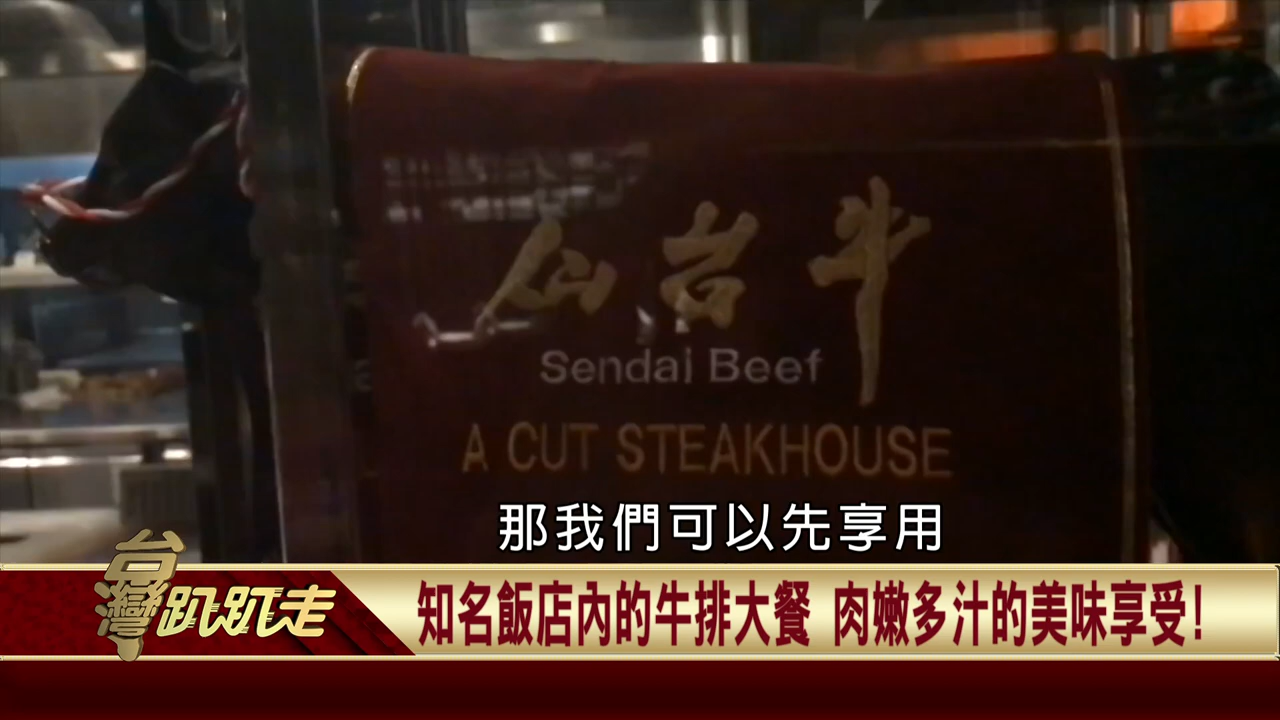 仙台牛
Sendai Beef
A CUT STEAKHOUSE
那我們可以先享用
台灣趴趴走
知名飯店內的牛排大餐 肉嫩多汁的美味享受!